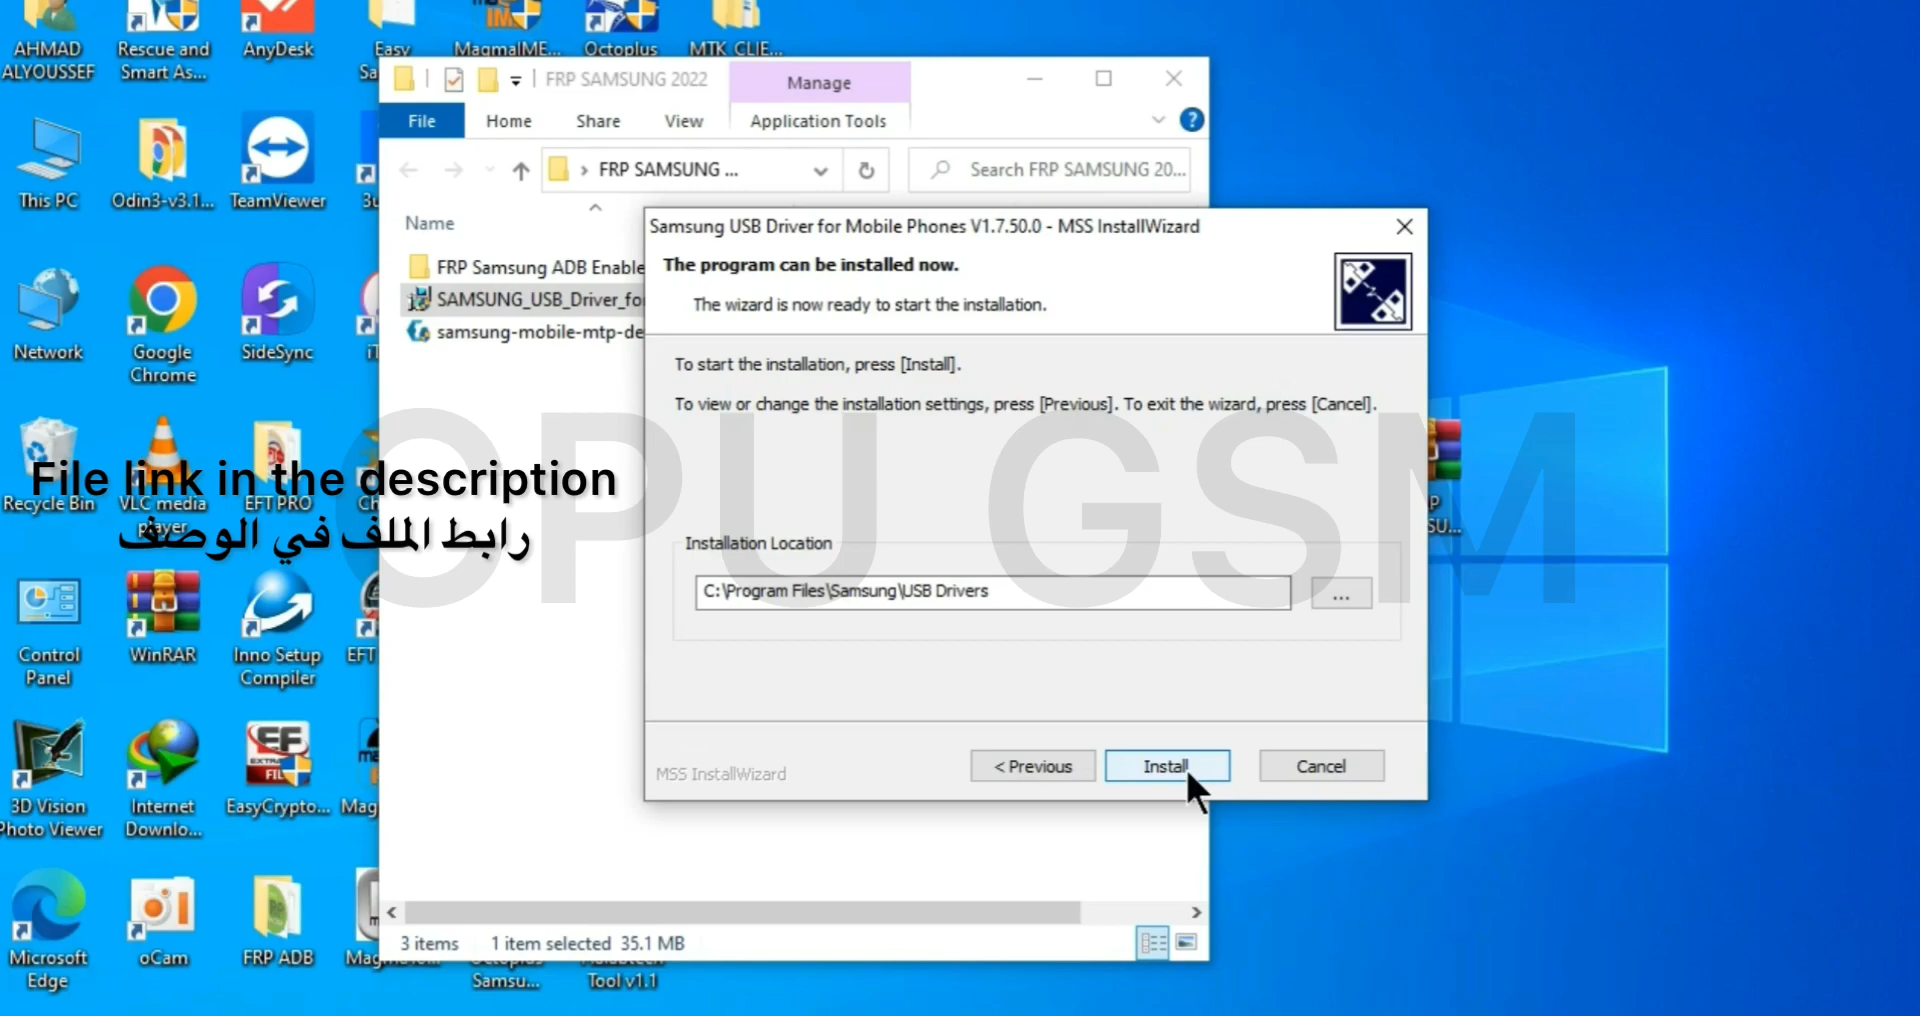 AHMAD ALYOUSSEF
Rescue and Smart As...
AnyDesk
Easy
MagmaIME...
Octoplus
MTK CLIE...
This PC
Odin3-v3.1...
TeamViewer
Network
Google Chrome
SideSync
Recycle Bin
VLC media player
EFT PRO
Control Panel
WinRAR
Inno Setup Compiler
EFT
3D Vision Photo Viewer
Internet Downlo...
EasyCrypto...
Mag
Microsoft Edge
oCam
FRP ADB
Samsu...
Tool v1.1
FRP SAMSUNG 2022
Manage
File
Home
Share
View
Application Tools
FRP SAMSUNG ...
Search FRP SAMSUNG 20...
Name
FRP Samsung ADB Enable
SAMSUNG_USB_Driver_fo
samsung-mobile-mtp-de
3 items
1 item selected 35.1 MB
Samsung USB Driver for Mobile Phones V1.7.50.0 - MSS InstallWizard
The program can be installed now.
The wizard is now ready to start the installation.
To start the installation, press [Install].
To view or change the installation settings, press [Previous]. To exit the wizard, press [Cancel].
Installation Location
C:\Program Files\Samsung\USB Drivers
...
MSS InstallWizard
< Previous
Install
Cancel
File link in the description
رابط الملف في الوصف
OPU GSM